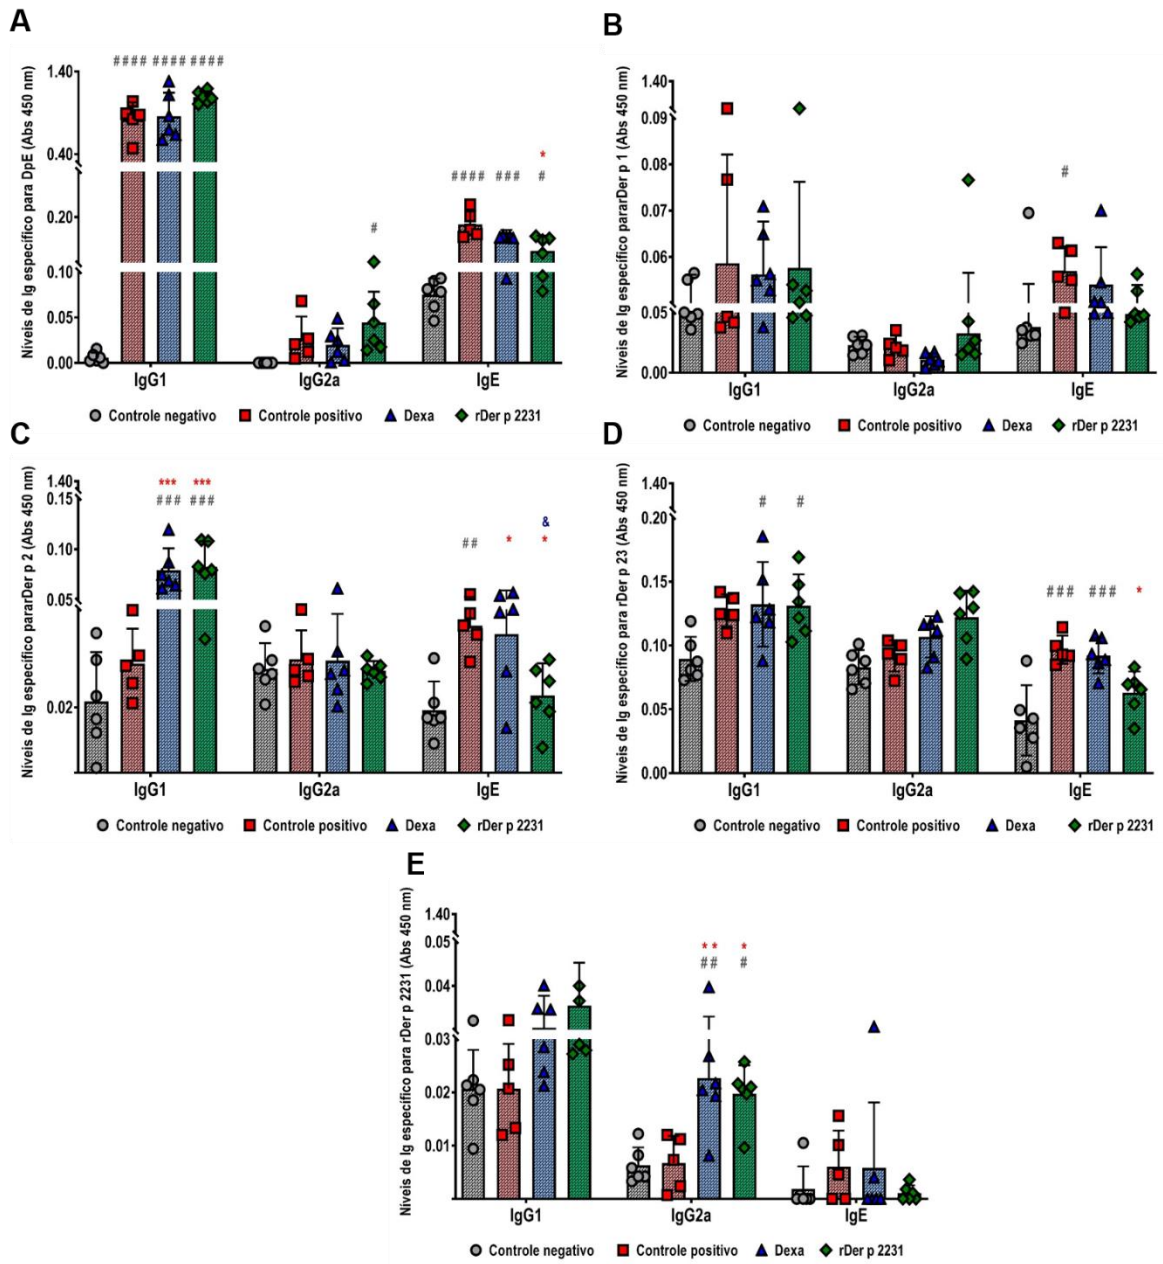 A
Níveis de Ig específico para DpE (Abs 450 nm)
#### #### ####
1.40
0.40
*
#### ### #
#
0.20
0.10
0.05
0.00
IgG1 IgG2a IgE
Controle negativo Controle positivo Dexa rDer p 2231
B
Níveis de Ig específico pararDer p 1 (Abs 450 nm)
1.40
0.09
0.08
#
0.07
0.06
0.05
0.00
IgG1 IgG2a IgE
Controle negativo Controle positivo Dexa rDer p 2231
C
Níveis de Ig específico pararDer p 2 (Abs 450 nm)
1.40
*** ***
0.15
### ###
&
## * *
0.10
0.05
0.02
IgG1 IgG2a IgE
Controle negativo Controle positivo Dexa rDer p 2231
D
Níveis de Ig específico para rDer p 23 (Abs 450 nm)
1.40
# #
0.20
0.15
### ### *
0.10
0.05
0.00
IgG1 IgG2a IgE
Controle negativo Controle positivo Dexa rDer p 2231
E
Níveis de Ig específico para rDer p 2231 (Abs 450 nm)
1.40
0.05
** *
## #
0.04
0.03
0.02
0.01
IgG1 IgG2a IgE
Controle negativo Controle positivo Dexa rDer p 2231